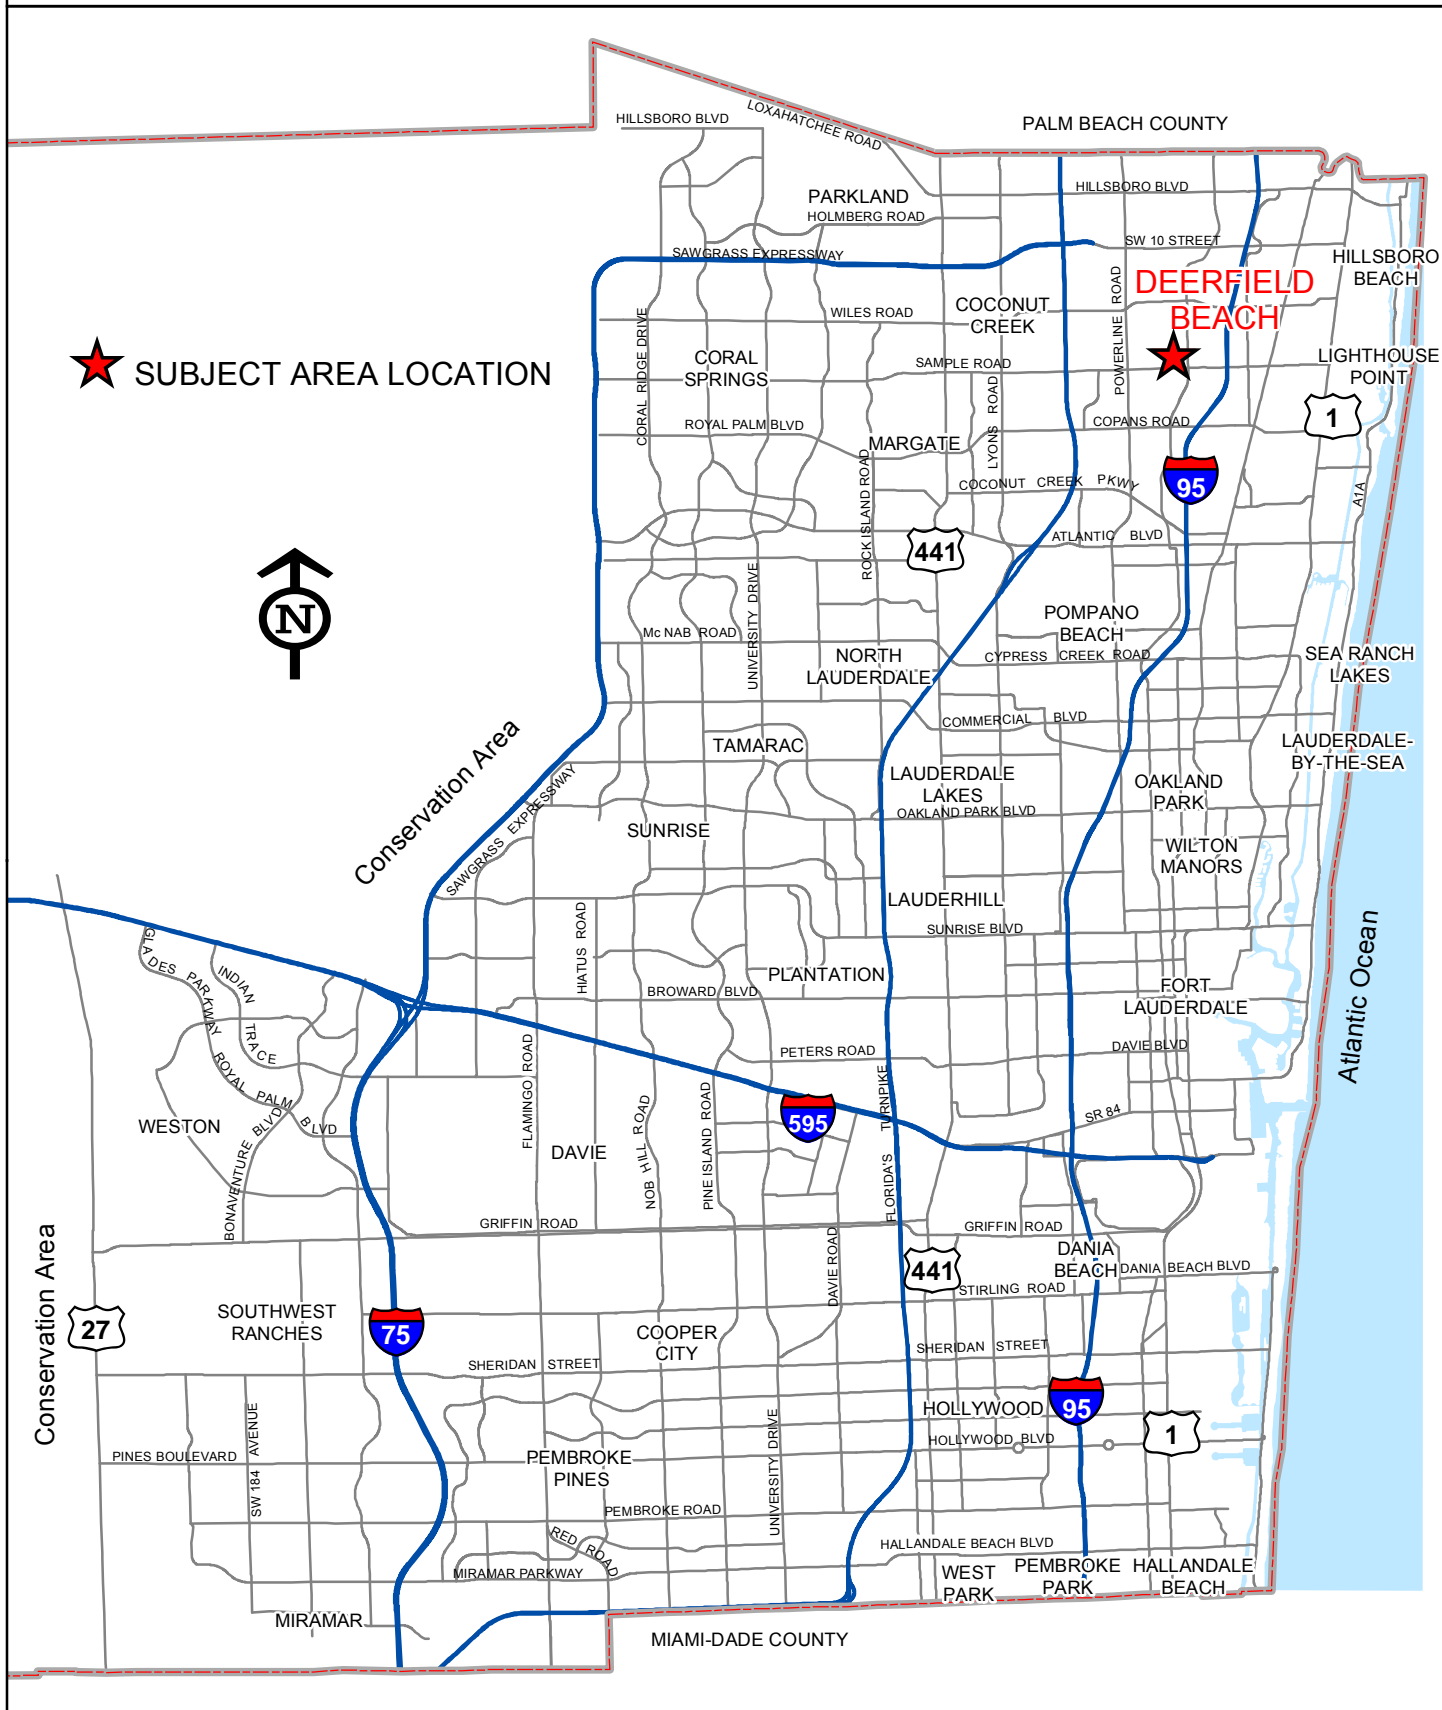 HILLSBORO BLVD
LOXAHATCHEE ROAD
PALM BEACH COUNTY
PARKLAND
HOLMBERG ROAD
HILLSBORO BLVD
SAWGRASS EXPRESSWAY
SW 10 STREET
HILLSBORO
BEACH
DEERFIELD
BEACH
POWERLINE ROAD
COCONUT
CREEK
WILES ROAD
CORAL RIDGE DRIVE
SUBJECT AREA LOCATION
CORAL
SPRINGS
SAMPLE ROAD
LIGHTHOUSE
POINT
1
ROYAL PALM BLVD
MARGATE
LYONS ROAD
COPANS ROAD
ROCK ISLAND ROAD
COCONUT CREEK PKWY
95
A1A
441
ATLANTIC BLVD
UNIVERSITY DRIVE
N
POMPANO
BEACH
Mc NAB ROAD
NORTH
LAUDERDALE
CYPRESS CREEK ROAD
SEA RANCH
LAKES
COMMERCIAL BLVD
Conservation Area
TAMARAC
LAUDERDALE-
BY-THE-SEA
LAUDERDALE
LAKES
OAKLAND
PARK
SAWGRASS EXPRESSWAY
OAKLAND PARK BLVD
SUNRISE
WILTON
MANORS
LAUDERHILL
SUNRISE BLVD
HIATUS ROAD
Atlantic Ocean
GLADES PARKWAY
INDIAN TRACE
PLANTATION
BROWARD BLVD
FORT
LAUDERDALE
PETERS ROAD
DAVIE BLVD
FLAMINGO ROAD
ROYAL PALM BLVD
WESTON
BONAVENTURE BLVD
595
SR 84
FLORIDA'S TURNPIKE
DAVIE
NOB HILL ROAD
PINE ISLAND ROAD
GRIFFIN ROAD
GRIFFIN ROAD
DAVIE ROAD
DANIA
BEACH
DANIA BEACH BLVD
441
STIRLING ROAD
Conservation Area
27
SOUTHWEST
RANCHES
75
COOPER
CITY
SHERIDAN STREET
SHERIDAN STREET
SW 184 AVENUE
UNIVERSITY DRIVE
HOLLYWOOD
95
1
HOLLYWOOD BLVD
PINES BOULEVARD
PEMBROKE
PINES
PEMBROKE ROAD
RED ROAD
HALLANDALE BEACH BLVD
MIRAMAR PARKWAY
WEST
PARK
PEMBROKE
PARK
HALLANDALE
BEACH
MIRAMAR
MIAMI-DADE COUNTY